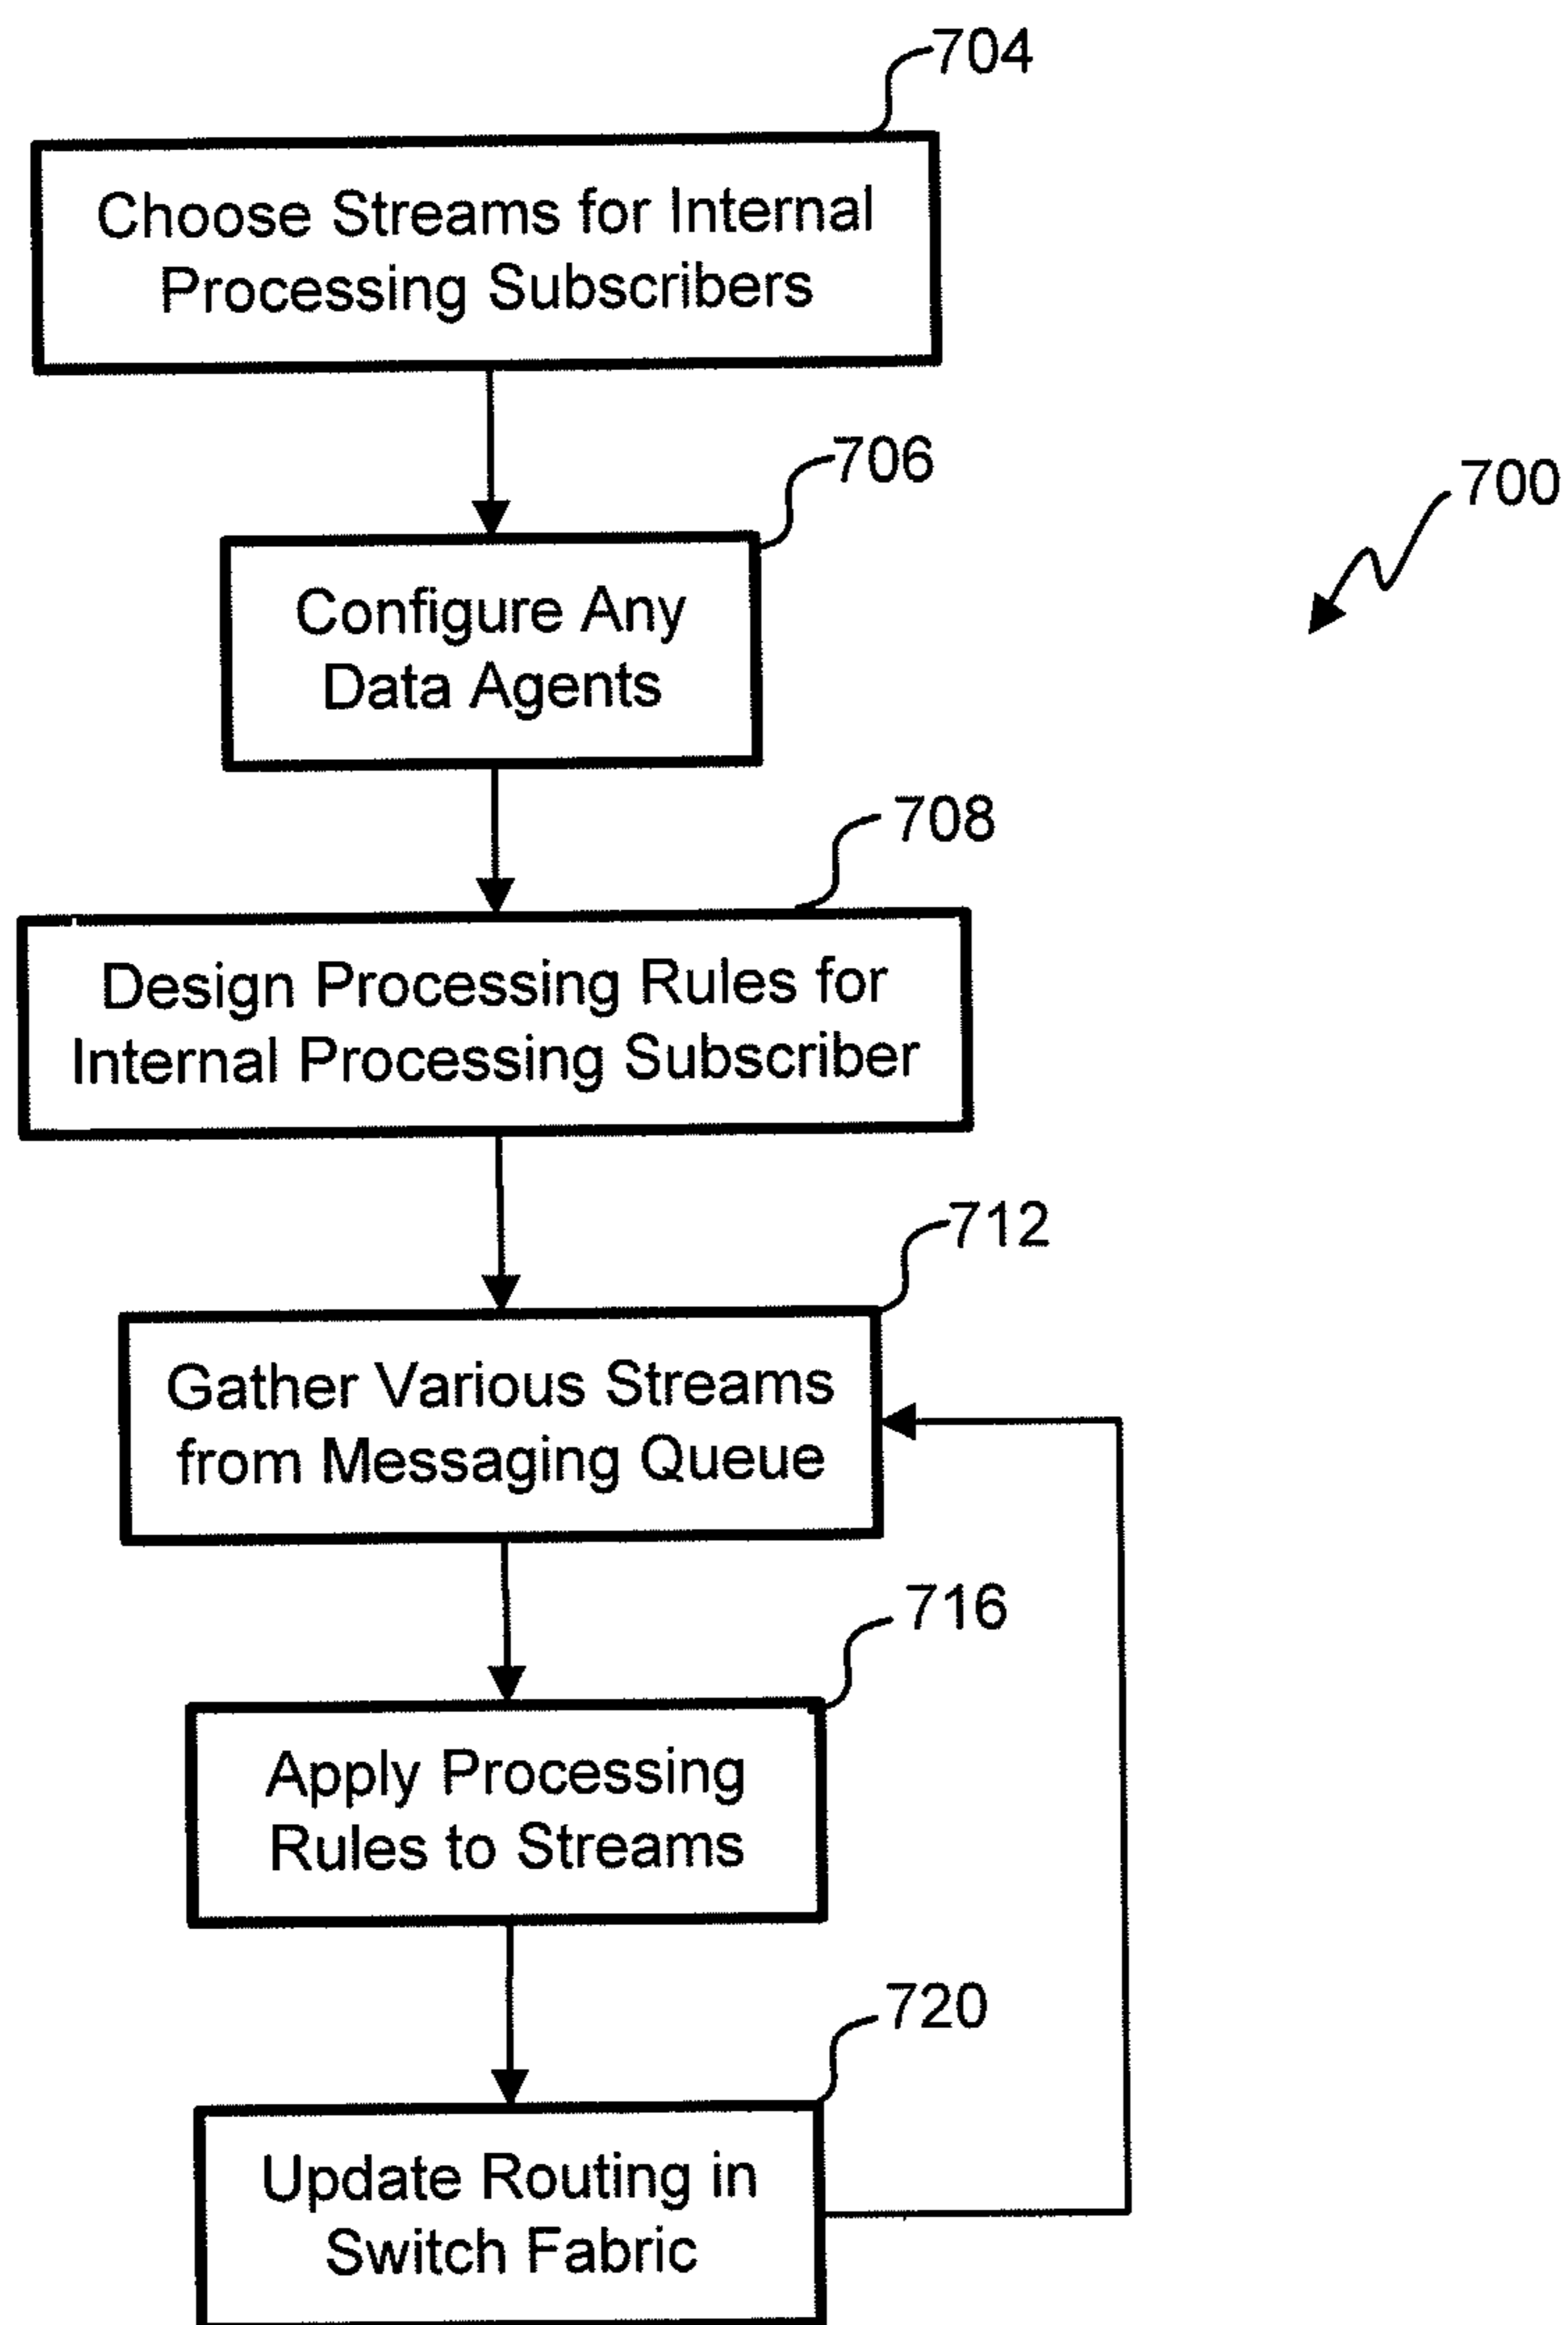 704
Choose Streams for Internal
Processing Subscribers
706
700
Configure Any
Data Agents
708
Design Processing Rules for
Internal Processing Subscriber
712
Gather Various Streams
from Messaging Queue
716
Apply Processing
Rules to Streams
720
Update Routing in
Switch Fabric